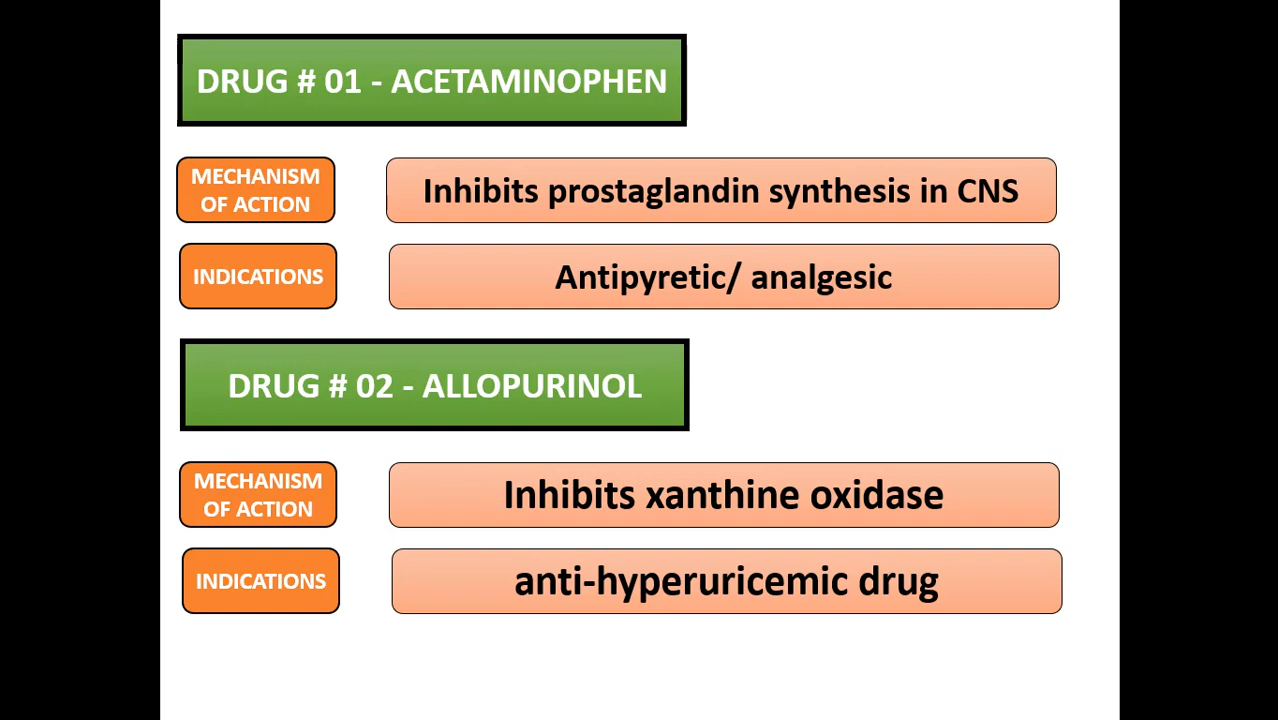 DRUG # 01 - ACETAMINOPHEN
MECHANISM
OF ACTION
Inhibits prostaglandin synthesis in CNS
INDICATIONS
Antipyretic/ analgesic
DRUG # 02 - ALLOPURINOL
MECHANISM
OF ACTION
Inhibits xanthine oxidase
INDICATIONS
anti-hyperuricemic drug